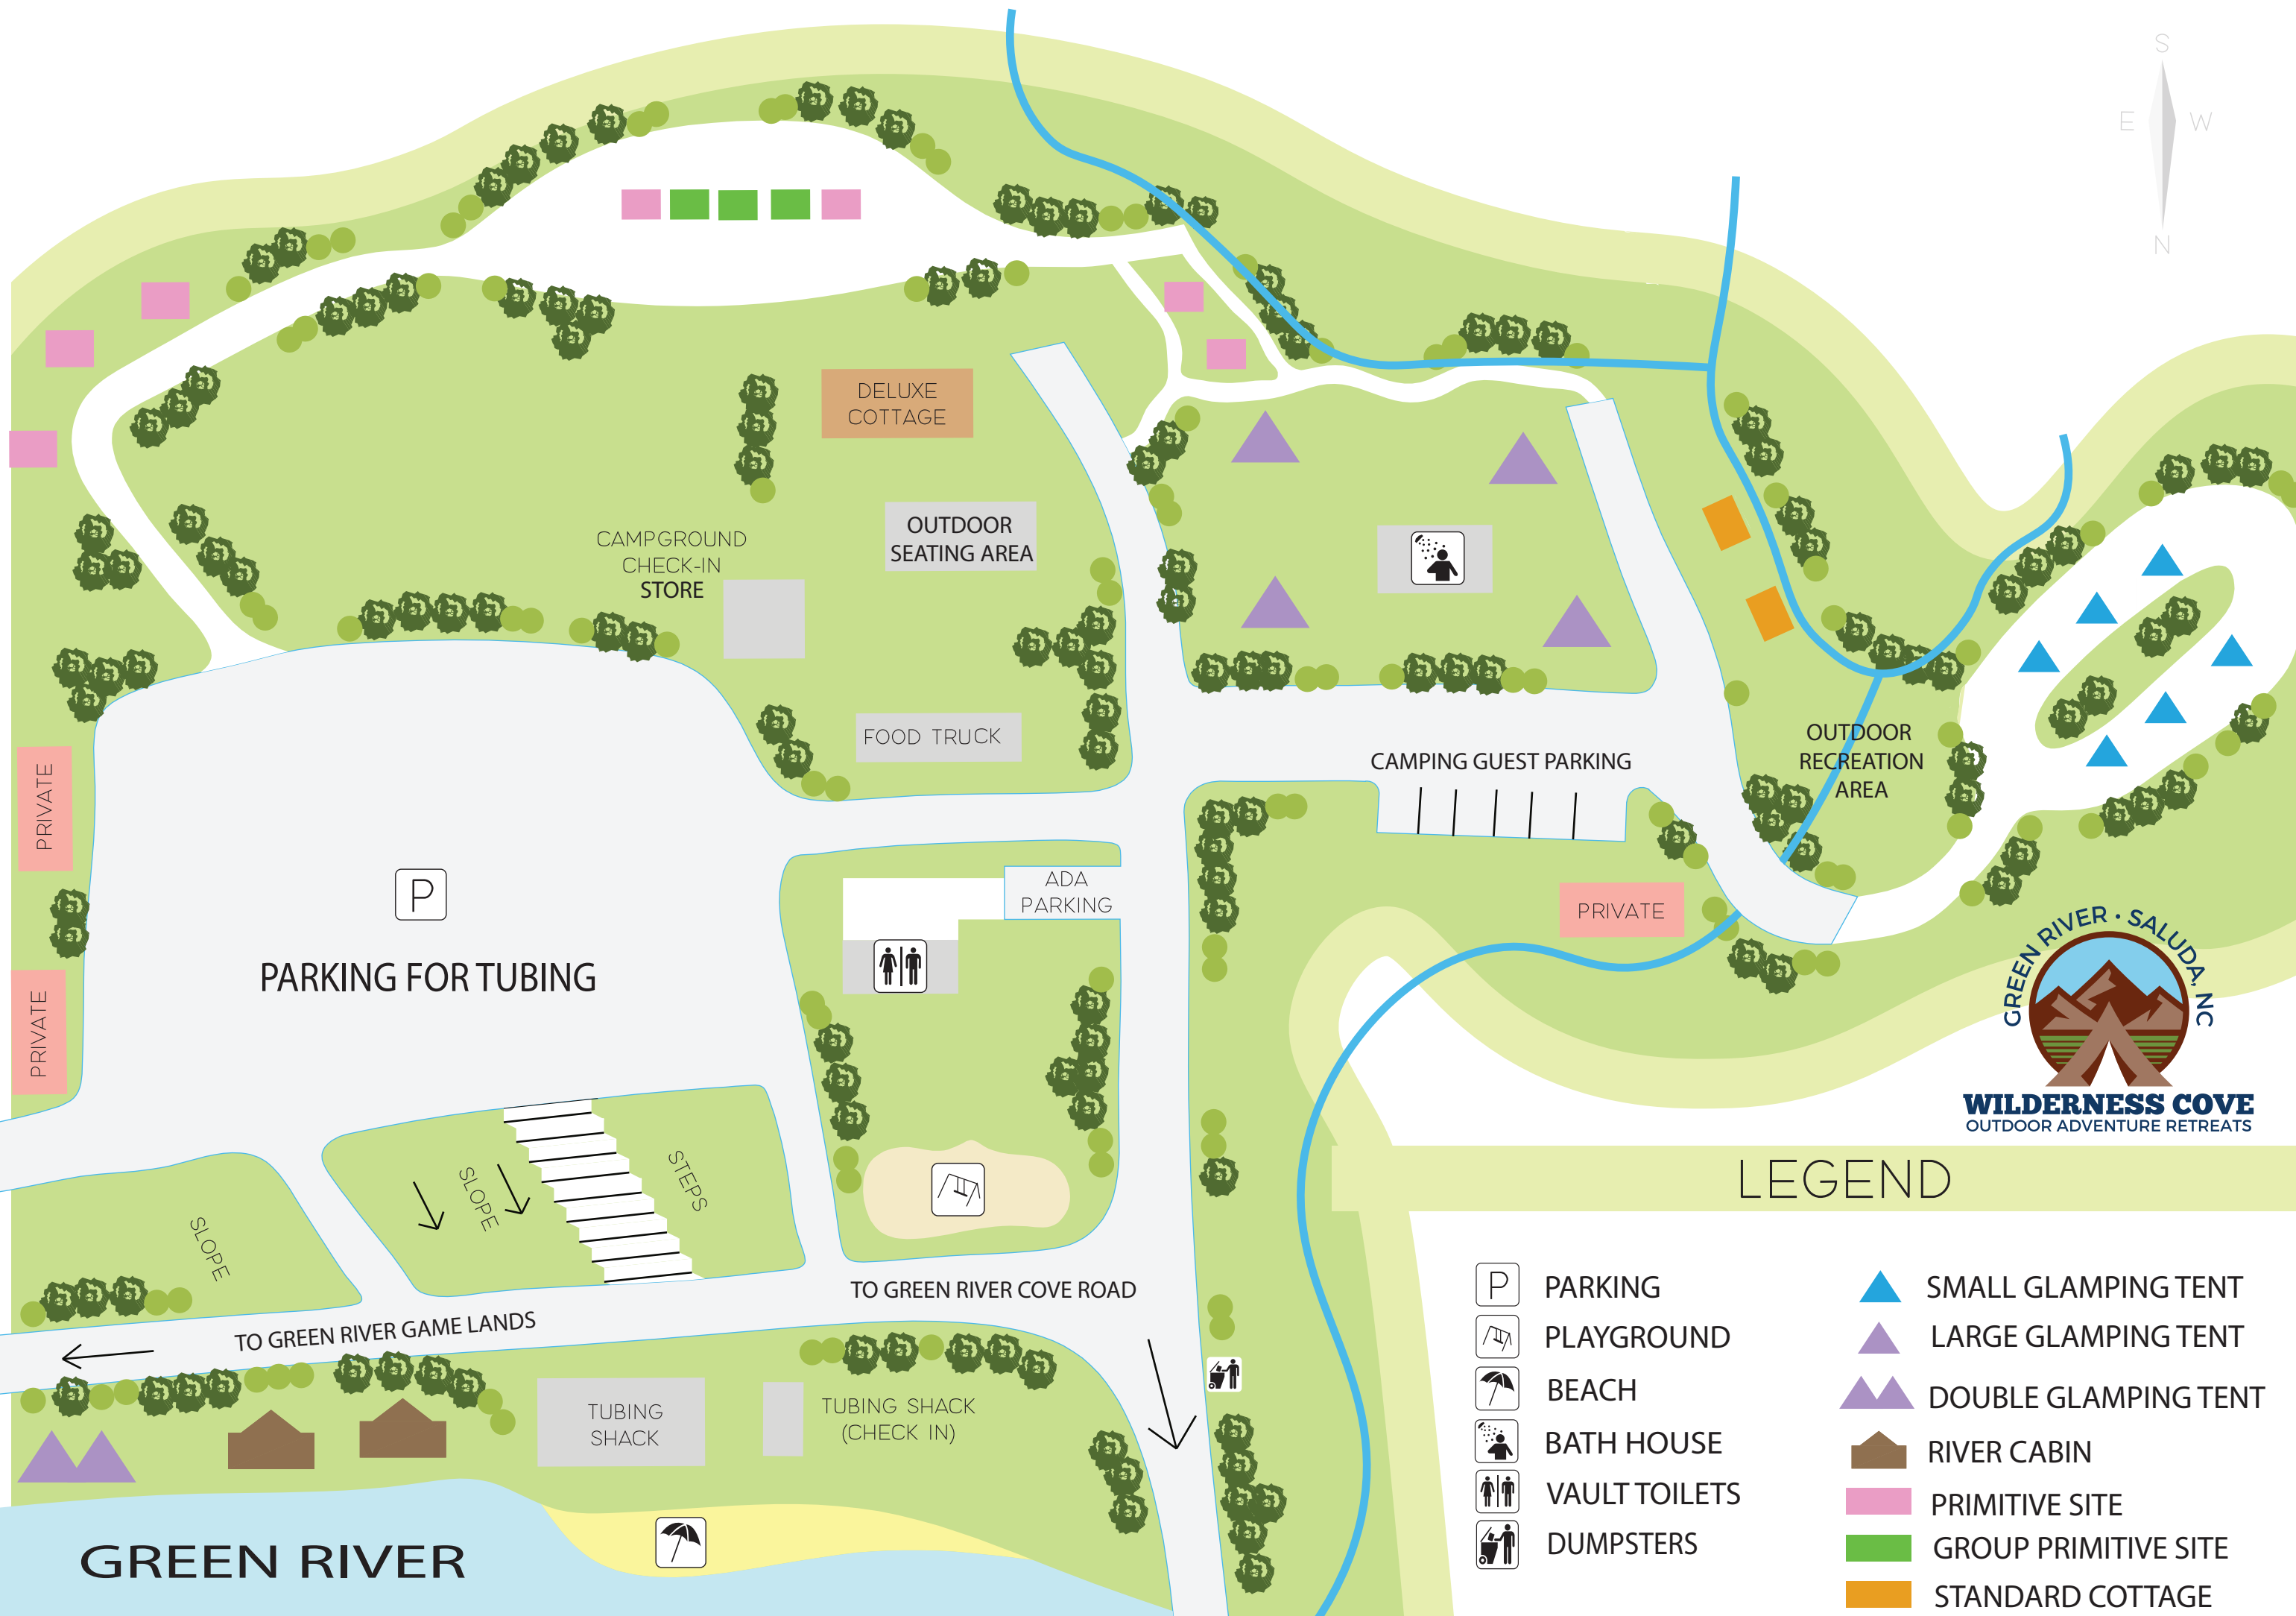 S
E
W
N
DELUXE
COTTAGE
CAMPGROUND
CHECK-IN
STORE
OUTDOOR
SEATING AREA
FOOD TRUCK
CAMPING GUEST PARKING
OUTDOOR
RECREATION
AREA
PRIVATE
PRIVATE
PRIVATE
P
PARKING FOR TUBING
ADA
PARKING
SLOPE
SLOPE
STEPS
TO GREEN RIVER GAME LANDS
TO GREEN RIVER COVE ROAD
TUBING
SHACK
TUBING SHACK
(CHECK IN)
GREEN RIVER
GREEN RIVER • SALUDA, NC
WILDERNESS COVE
OUTDOOR ADVENTURE RETREATS
LEGEND
P PARKING
PLAYGROUND
BEACH
BATH HOUSE
VAULT TOILETS
DUMPSTERS
SMALL GLAMPING TENT
LARGE GLAMPING TENT
DOUBLE GLAMPING TENT
RIVER CABIN
PRIMITIVE SITE
GROUP PRIMITIVE SITE
STANDARD COTTAGE